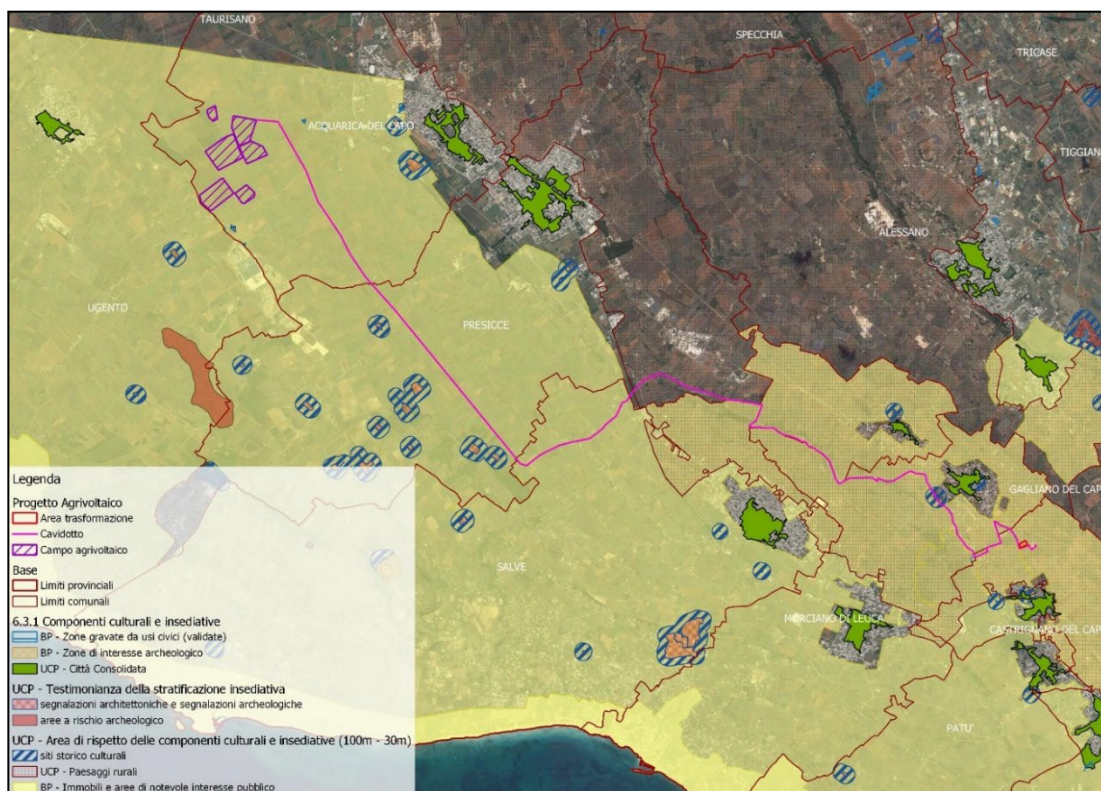 TAURISANO
SPECCHIA
TRICASE
ACQUARICA DEL CAPO
TIGGIANO
ALESSANO
UGENTO
PRESICCE
GAGLIANO DEL CAP
SALVE
MORCIANO DI LEUCA
CASTRIGNANO DEL CAP
PATU'
Legenda
Progetto Agrivoltaico
Area trasformazione
Cavidotto
Campo agrivoltaico
Base
Limiti provinciali
Limiti comunali
6.3.1 Componenti culturali e insediative
BP - Zone gravate da usi civici (validate)
BP - Zone di interesse archeologico
UCP - Città Consolidata
UCP - Testimonianza della stratificazione insediativa
segnalazioni architettoniche e segnalazioni archeologiche
aree a rischio archeologico
UCP - Area di rispetto delle componenti culturali e insediative (100m - 30m)
siti storico culturali
UCP - Paesaggi rurali
BP - Immobili e aree di notevole interesse pubblico